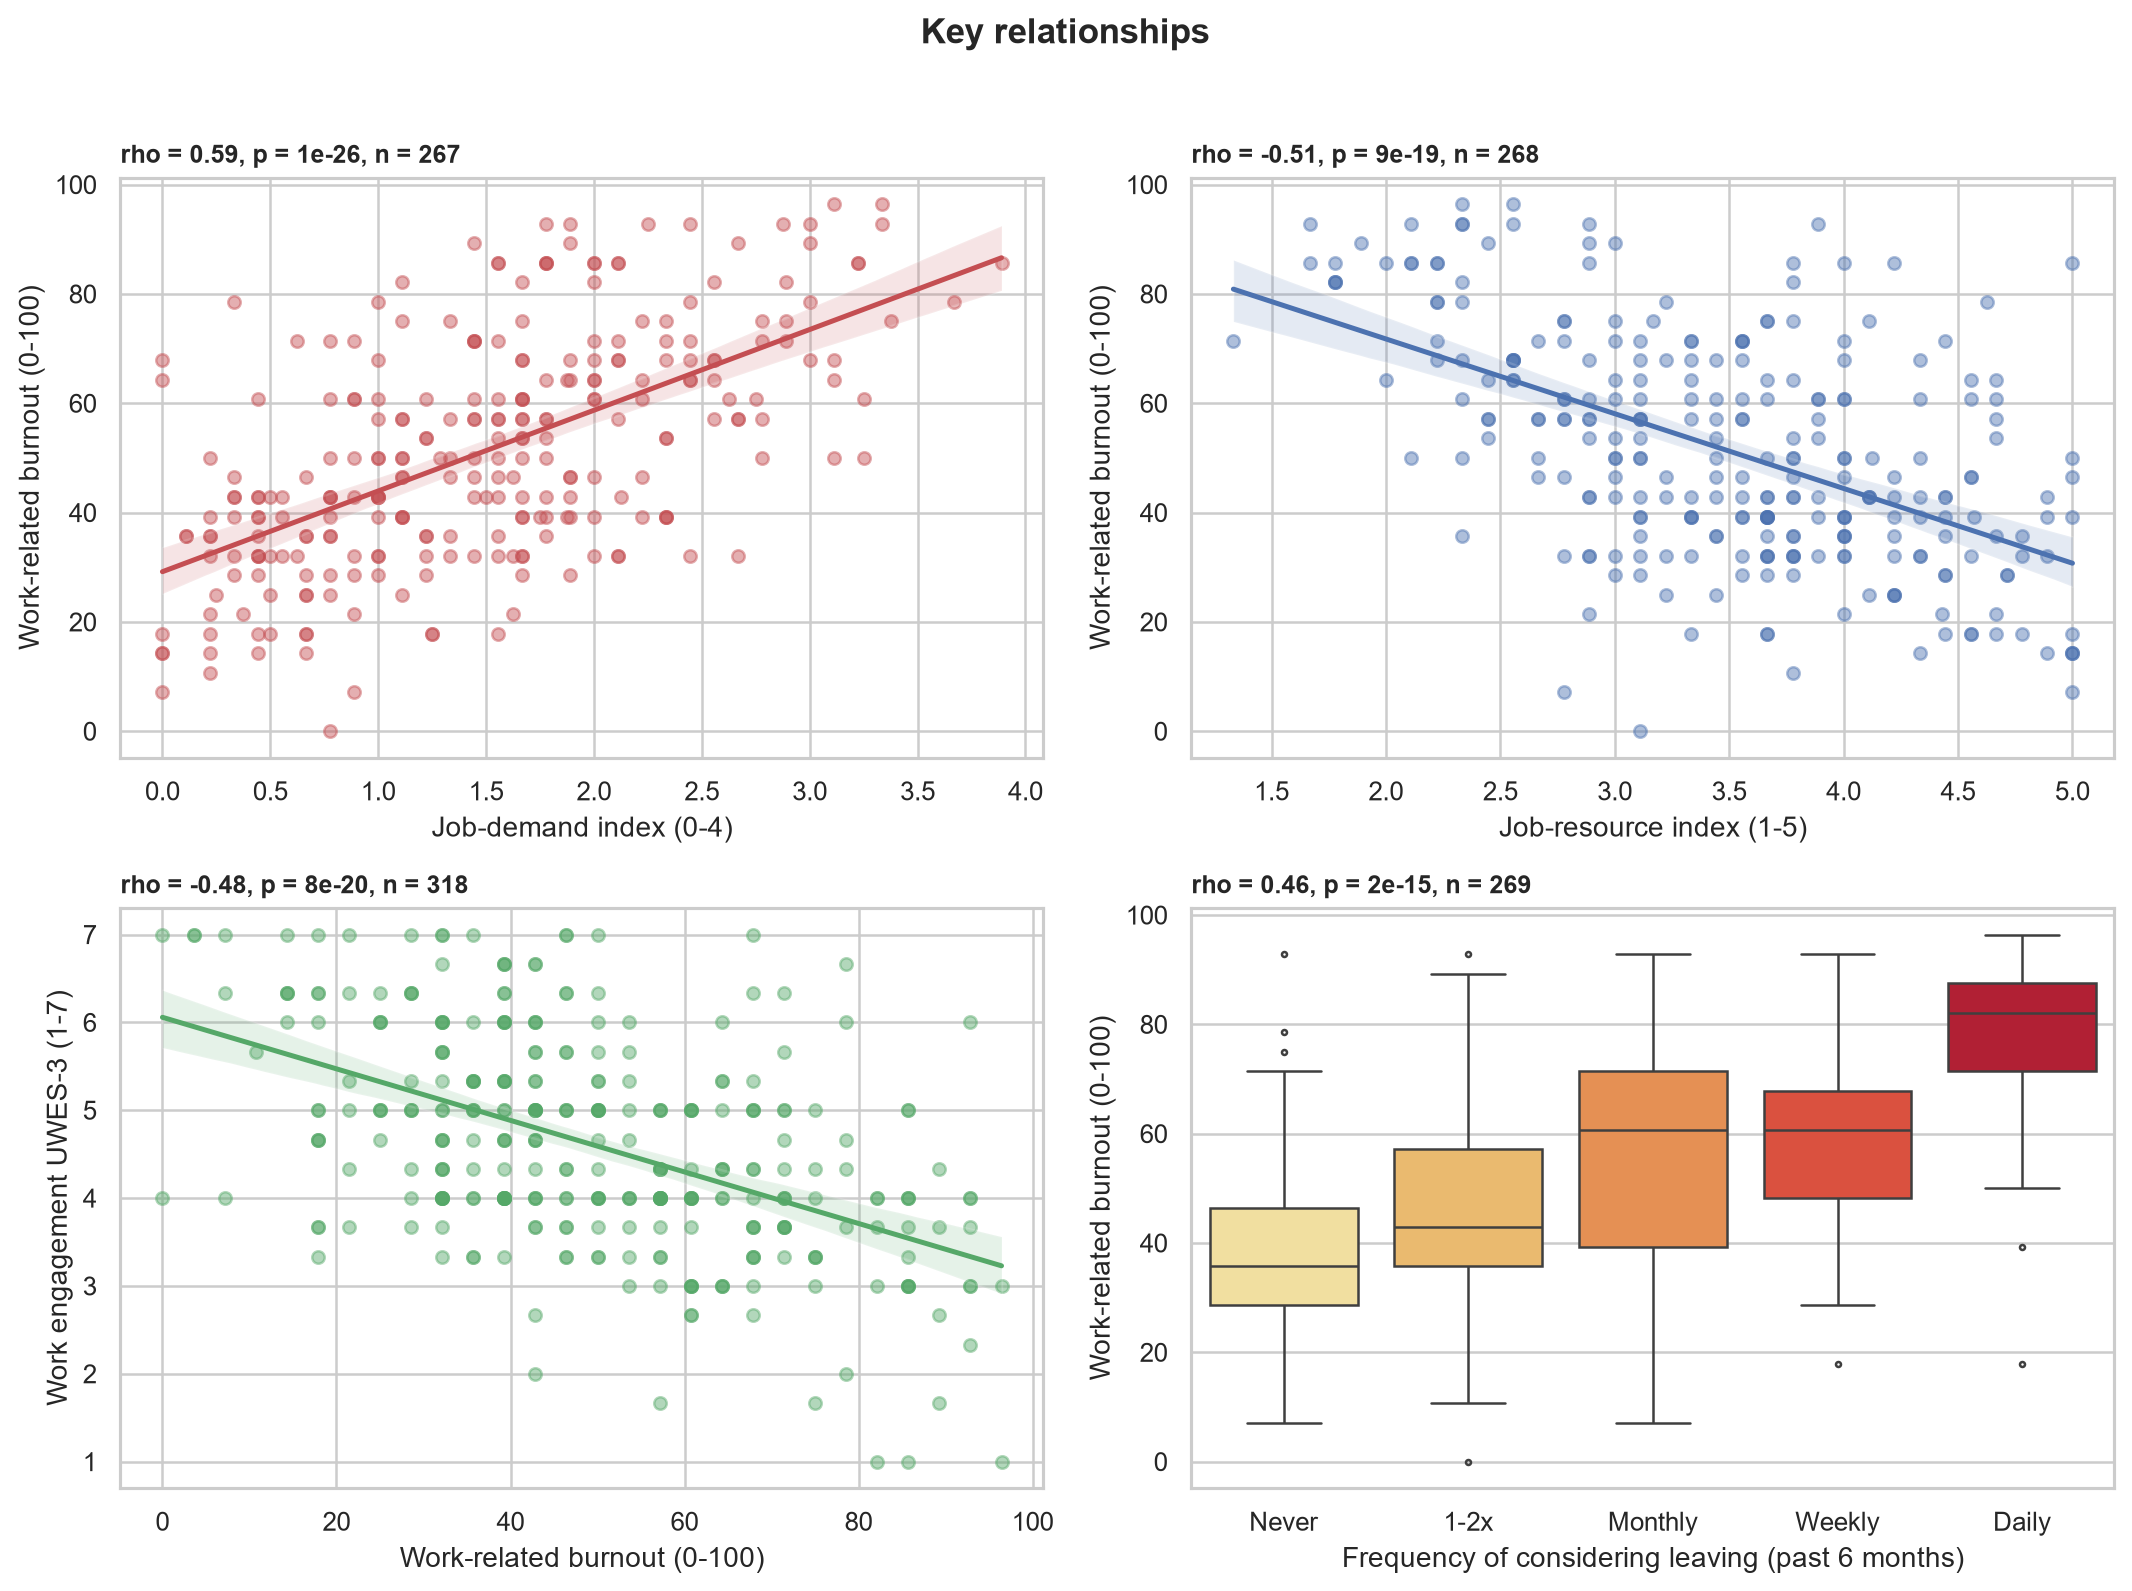 Key relationships
rho = 0.59, p = 1e-26, n = 267
100
80
60
40
20
0
Work-related burnout (0-100)
0.0 0.5 1.0 1.5 2.0 2.5 3.0 3.5 4.0
Job-demand index (0-4)
rho = -0.51, p = 9e-19, n = 268
100
80
60
40
20
0
Work-related burnout (0-100)
1.5 2.0 2.5 3.0 3.5 4.0 4.5 5.0
Job-resource index (1-5)
rho = -0.48, p = 8e-20, n = 318
7
6
5
4
3
2
1
Work engagement UWES-3 (1-7)
0 20 40 60 80 100
Work-related burnout (0-100)
rho = 0.46, p = 2e-15, n = 269
100
80
60
40
20
0
Work-related burnout (0-100)
Never 1-2x Monthly Weekly Daily
Frequency of considering leaving (past 6 months)